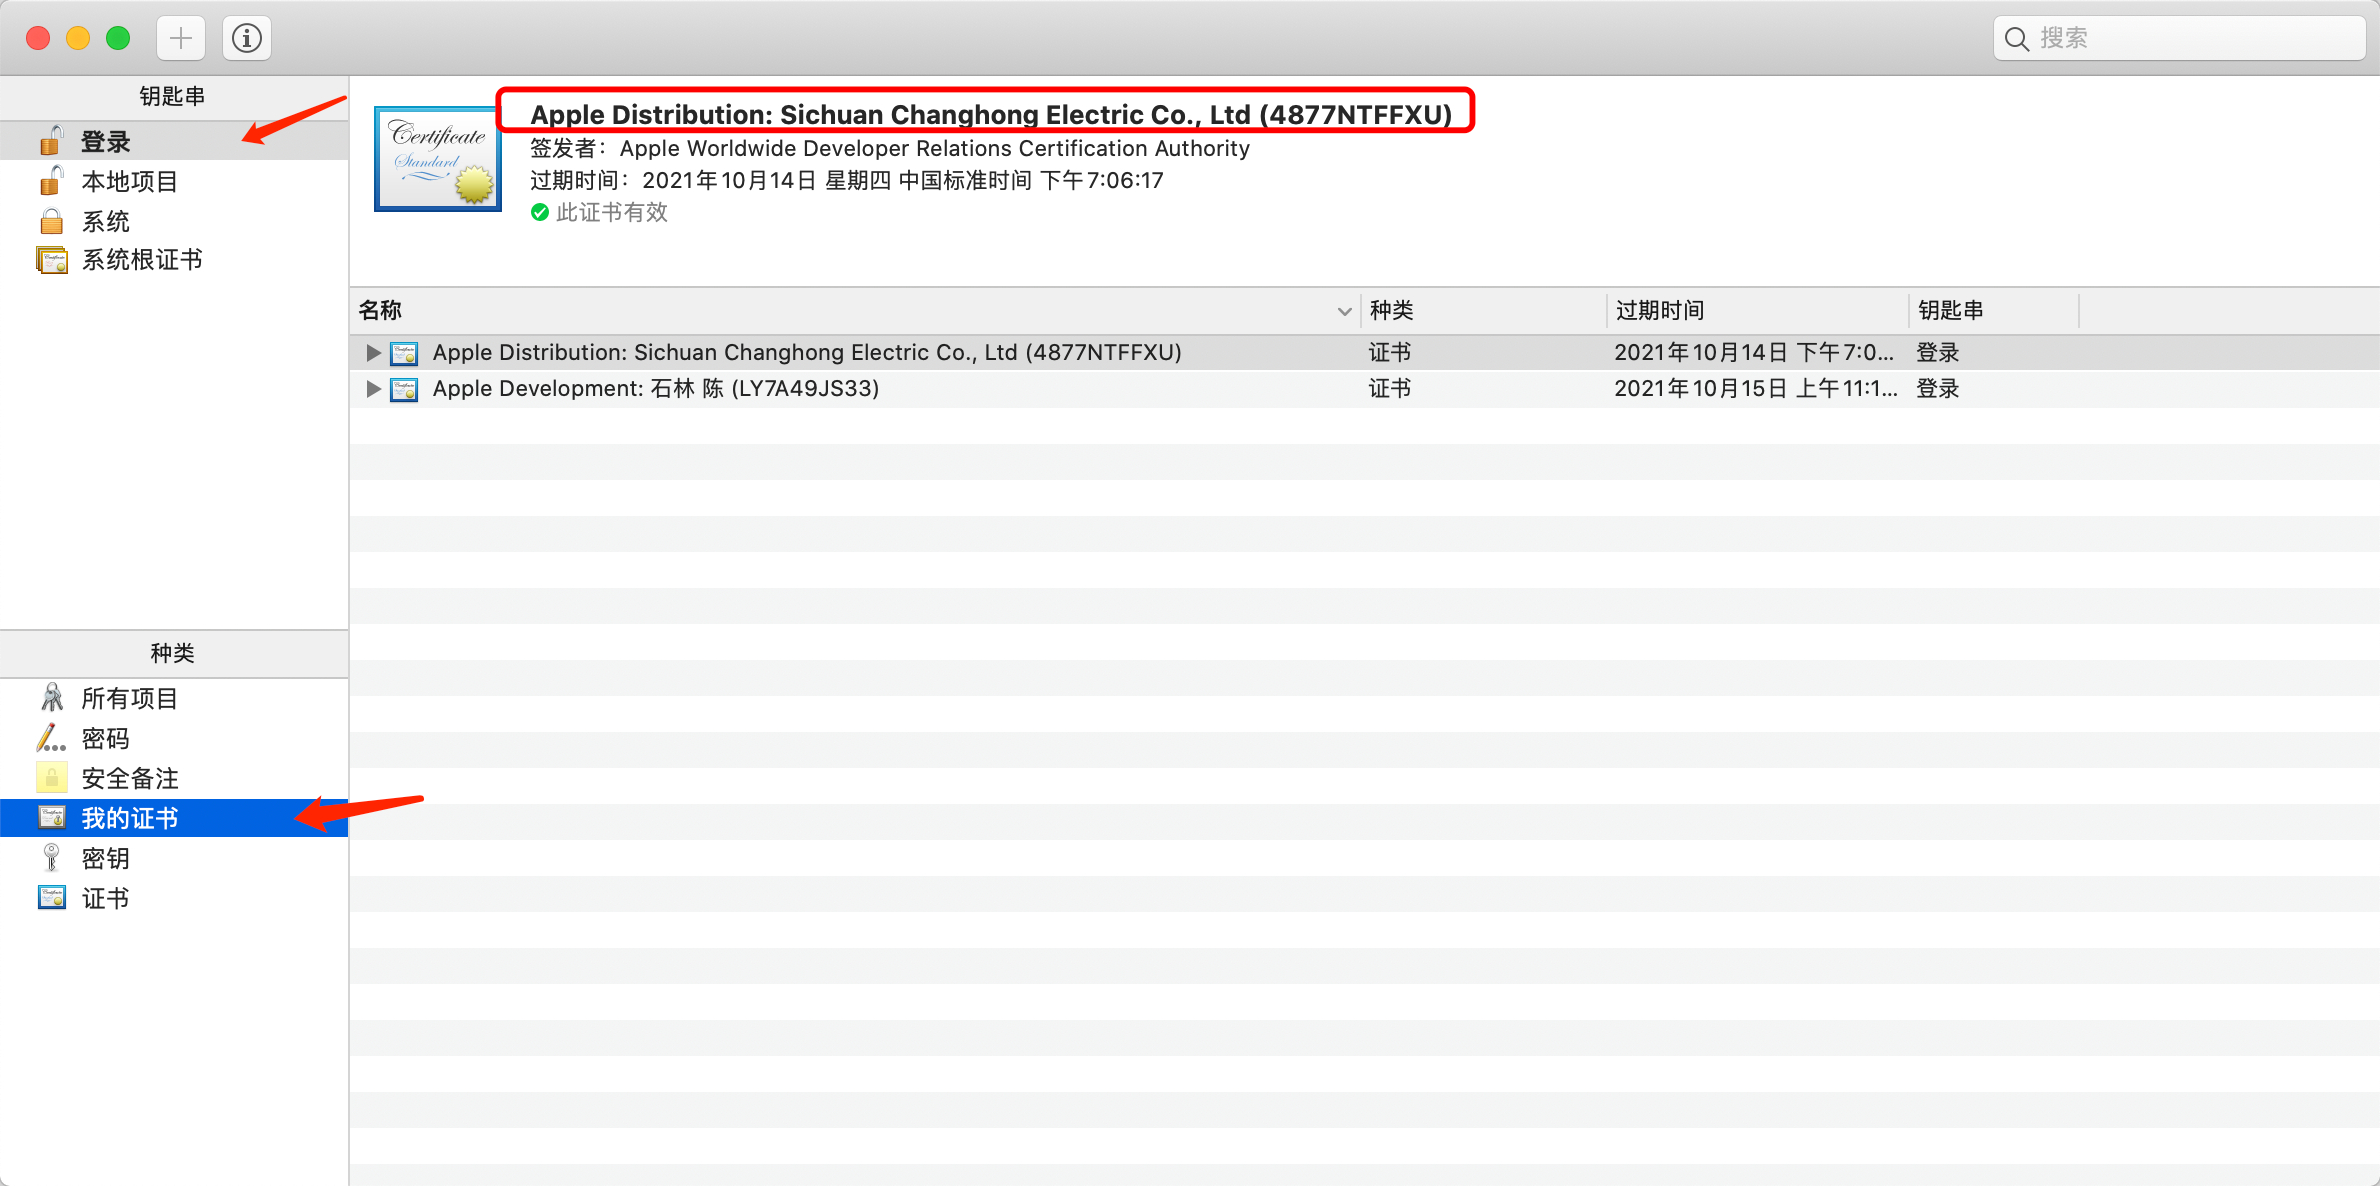 搜索
钥匙串
登录
本地项目
系统
系统根证书
Certificate
Standard
Apple Distribution: Sichuan Changhong Electric Co., Ltd (4877NTFFXU)
签发者：Apple Worldwide Developer Relations Certification Authority
过期时间：2021年10月14日 星期四 中国标准时间 下午7:06:17
此证书有效
名称 种类 过期时间 钥匙串
Apple Distribution: Sichuan Changhong Electric Co., Ltd (4877NTFFXU) 证书 2021年10月14日 下午7:0... 登录
Apple Development: 石林 陈 (LY7A49JS33) 证书 2021年10月15日 上午11:1... 登录
种类
所有项目
密码
安全备注
我的证书
密钥
证书